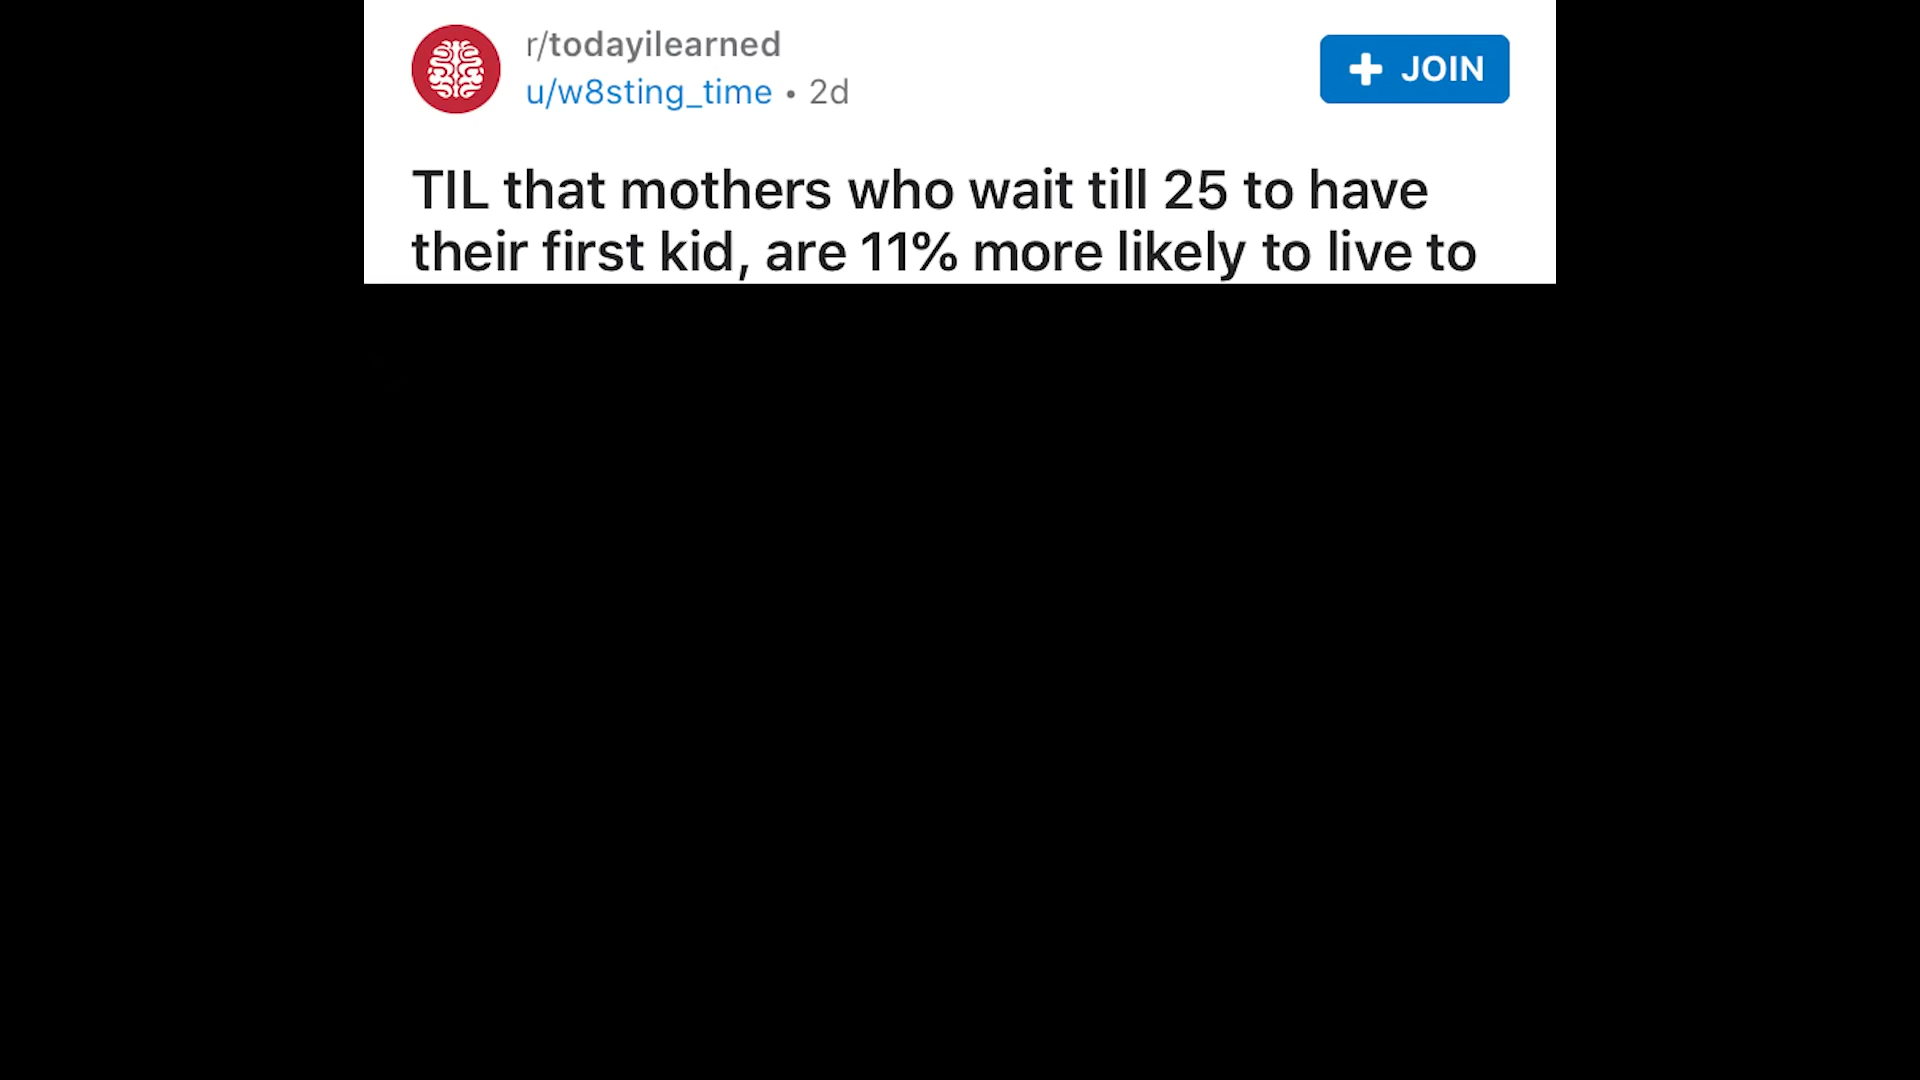 r/todayilearned
u/w8sting_time • 2d
JOIN
TIL that mothers who wait till 25 to have
their first kid, are 11% more likely to live to